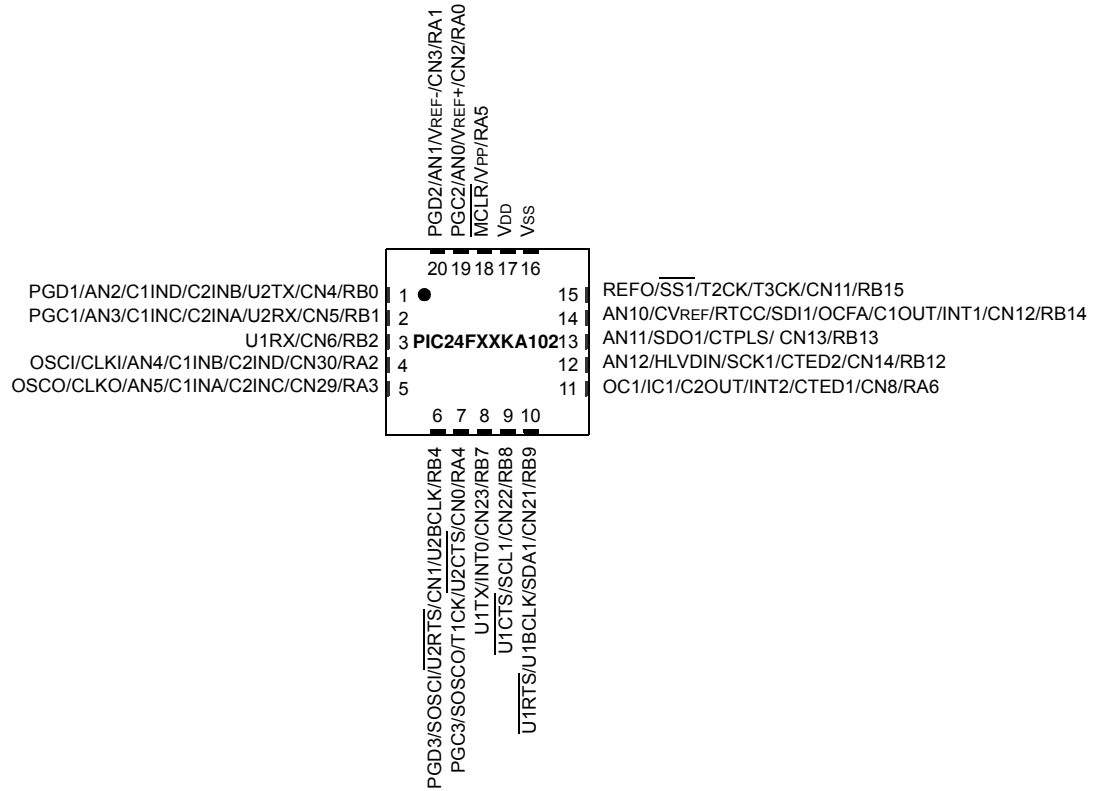 PGD2/AN1/VREF-/CN3/RA1
PGC2/AN0/VREF+/CN2/RA0
MCLR/VPP/RA5
VDD
VSS
20 19 18 17 16
PGD1/AN2/C1IND/C2INB/U2TX/CN4/RB0 1
PGC1/AN3/C1INC/C2INA/U2RX/CN5/RB1 2
U1RX/CN6/RB2 3
OSCI/CLKI/AN4/C1INB/C2IND/CN30/RA2 4
OSCO/CLKO/AN5/C1INA/C2INC/CN29/RA3 5
PIC24FXXKA102
15 REFO/SS1/T2CK/T3CK/CN11/RB15
14 AN10/CVREF/RTCC/SDI1/OCFA/C1OUT/INT1/CN12/RB14
13 AN11/SDO1/CTPLS/ CN13/RB13
12 AN12/HLVDIN/SCK1/CTED2/CN14/RB12
11 OC1/IC1/C2OUT/INT2/CTED1/CN8/RA6
6 7 8 9 10
PGD3/SOSCI/U2RTS/CN1/U2BCLK/RB4
PGC3/SOSCO/T1CK/U2CTS/CN0/RA4
U1TX/INT0/CN23/RB7
U1CTS/SCL1/CN22/RB8
U1RTS/U1BCLK/SDA1/CN21/RB9